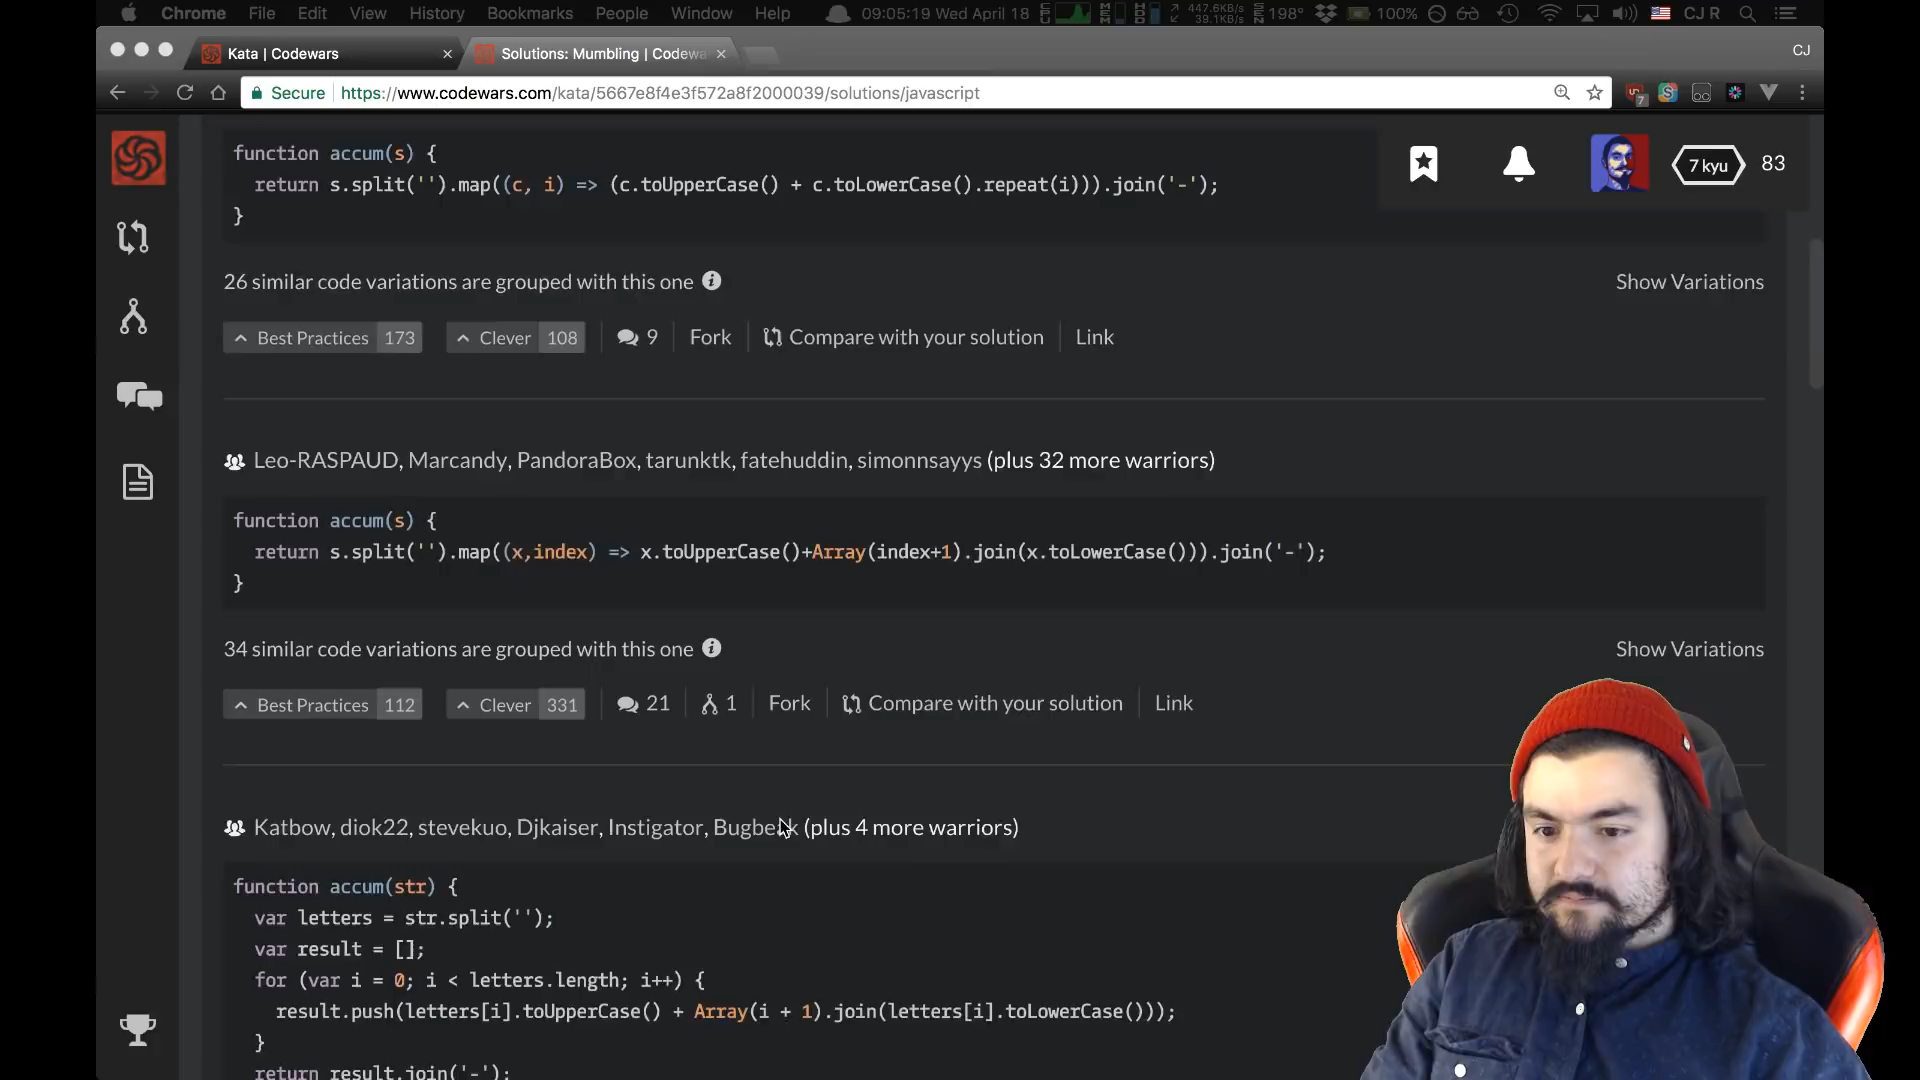 Chrome File Edit View History Bookmarks People Window Help 09:05:19 Wed April 18 447.6KB/s 39.1KB/s 198° 100% CJ R
Kata | Codewars × Solutions: Mumbling | Codewa × CJ
Secure https://www.codewars.com/kata/5667e8f4e3f572a8f2000039/solutions/javascript
function accum(s) {
return s.split('').map((c, i) => (c.toUpperCase() + c.toLowerCase().repeat(i))).join('-');
}
7 kyu 83
26 similar code variations are grouped with this one Show Variations
Best Practices 173 Clever 108 9 Fork Compare with your solution Link
Leo-RASPAUD, Marcandy, PandoraBox, tarunktk, fatehuddin, simonnsayys (plus 32 more warriors)
function accum(s) {
return s.split('').map((x,index) => x.toUpperCase()+Array(index+1).join(x.toLowerCase())).join('-');
}
34 similar code variations are grouped with this one Show Variations
Best Practices 112 Clever 331 21 1 Fork Compare with your solution Link
Katbow, diok22, stevekuo, Djkaiser, Instigator, (plus 4 more warriors)
function accum(str) {
var letters = str.split('');
var result = [];
for (var i = 0; i < letters.length; i++) {
result.push(letters[i].toUpperCase() + Array(i + 1).join(letters[i].toLowerCase()));
}
return result.join('-');